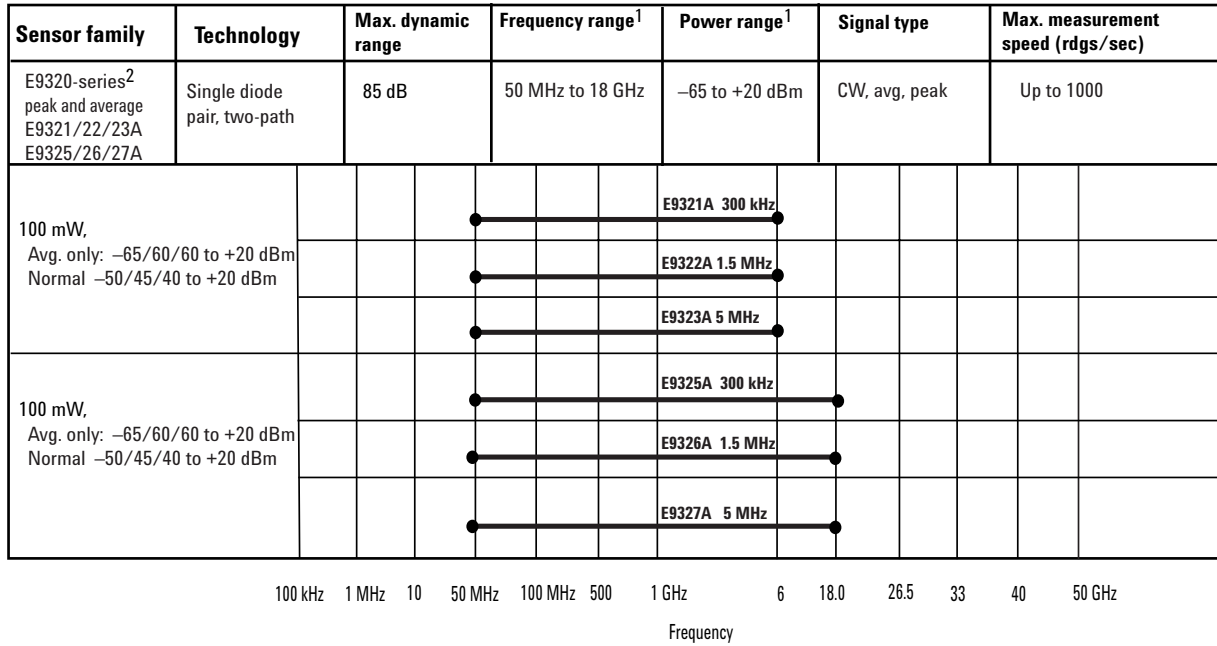 Sensor family
Technology
Max. dynamic
range
Frequency range1
Power range1
Signal type
Max. measurement
speed (rdgs/sec)
E9320-series2
peak and average
E9321/22/23A
E9325/26/27A
Single diode
pair, two-path
85 dB
50 MHz to 18 GHz
–65 to +20 dBm
CW, avg, peak
Up to 1000
100 mW,
Avg. only: –65/60/60 to +20 dBm
Normal –50/45/40 to +20 dBm
E9321A 300 kHz
E9322A 1.5 MHz
E9323A 5 MHz
100 mW,
Avg. only: –65/60/60 to +20 dBm
Normal –50/45/40 to +20 dBm
E9325A 300 kHz
E9326A 1.5 MHz
E9327A 5 MHz
100 kHz 1 MHz 10 50 MHz 100 MHz 500 1 GHz 6 18.0 26.5 33 40 50 GHz
Frequency